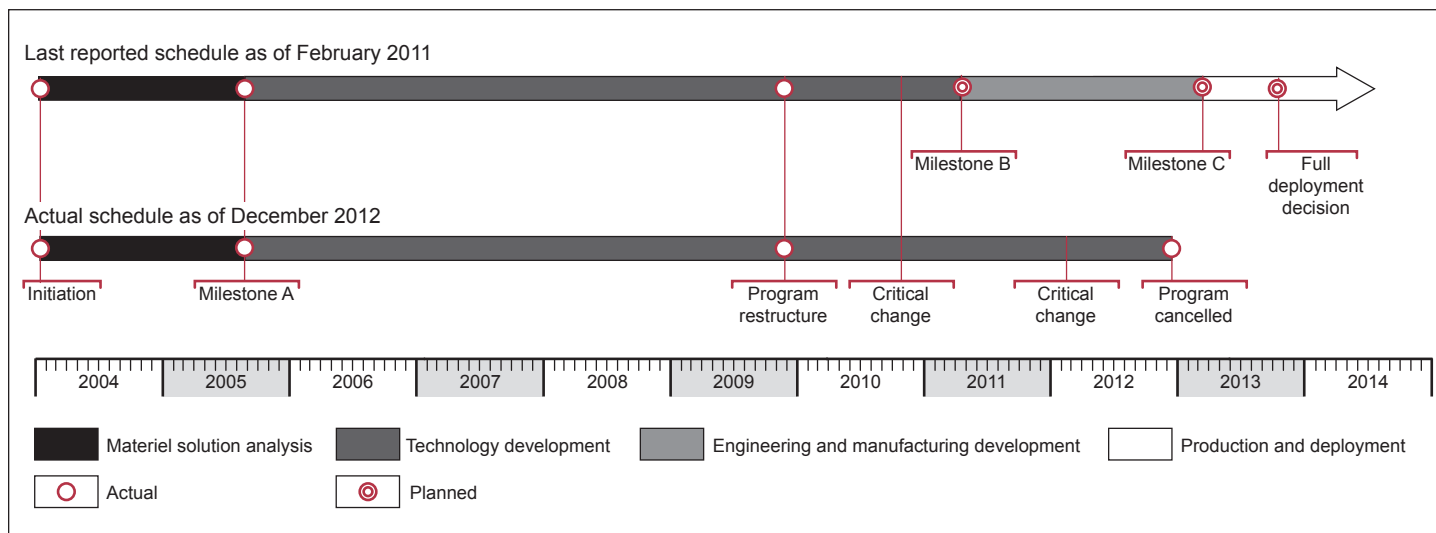 Last reported schedule as of February 2011
Milestone B
Milestone C
Full
deployment
decision
Actual schedule as of December 2012
Initiation
Milestone A
Program
restructure
Critical
change
Critical
change
Program
cancelled
2004
2005
2006
2007
2008
2009
2010
2011
2012
2013
2014
Materiel solution analysis
Technology development
Engineering and manufacturing development
Production and deployment
Actual
Planned